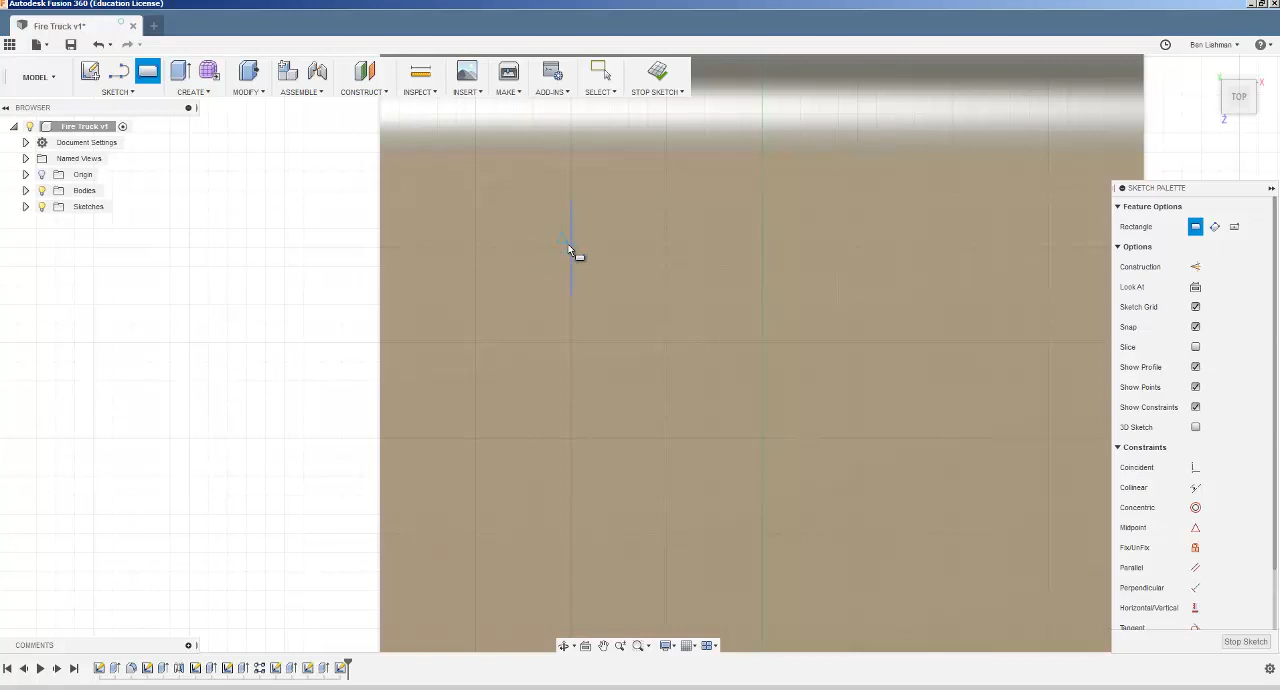 Autodesk Fusion 360 (Education License)
Fire Truck v1*
Ben Lishman
MODEL
SKETCH
CREATE
MODIFY
ASSEMBLE
CONSTRUCT
INSPECT
INSERT
MAKE
ADD-INS
SELECT
STOP SKETCH
TOP
X
Z
BROWSER
Fire Truck v1
Document Settings
Named Views
Origin
Bodies
Sketches
SKETCH PALETTE
Feature Options
Rectangle
Options
Construction
Look At
Sketch Grid
Snap
Slice
Show Profile
Show Points
Show Constraints
3D Sketch
Constraints
Coincident
Collinear
Concentric
Midpoint
Fix/UnFix
Parallel
Perpendicular
Horizontal/Vertical
Tangent
Stop Sketch
COMMENTS